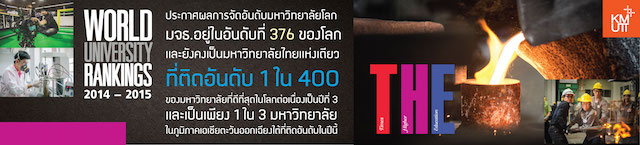 WORLD
UNIVERSITY
RANKINGS
2014 – 2015
ประกาศผลการจัดอันดับมหาวิทยาลัยโลก
มจธ.อยู่ในอันดับที่ 376 ของโลก
และยังคงเป็นมหาวิทยาลัยไทยแห่งเดียว
ที่ติดอันดับ 1 ใน 400
ของมหาวิทยาลัยที่ดีที่สุดในโลกต่อเนื่องเป็นปีที่ 3
และเป็นเพียง 1 ใน 3 มหาวิทยาลัย
ในภูมิภาคเอเชียตะวันออกเฉียงใต้ที่ติดอันดับในปีนี้
THE
Times
Higher
Education
KM
UTT